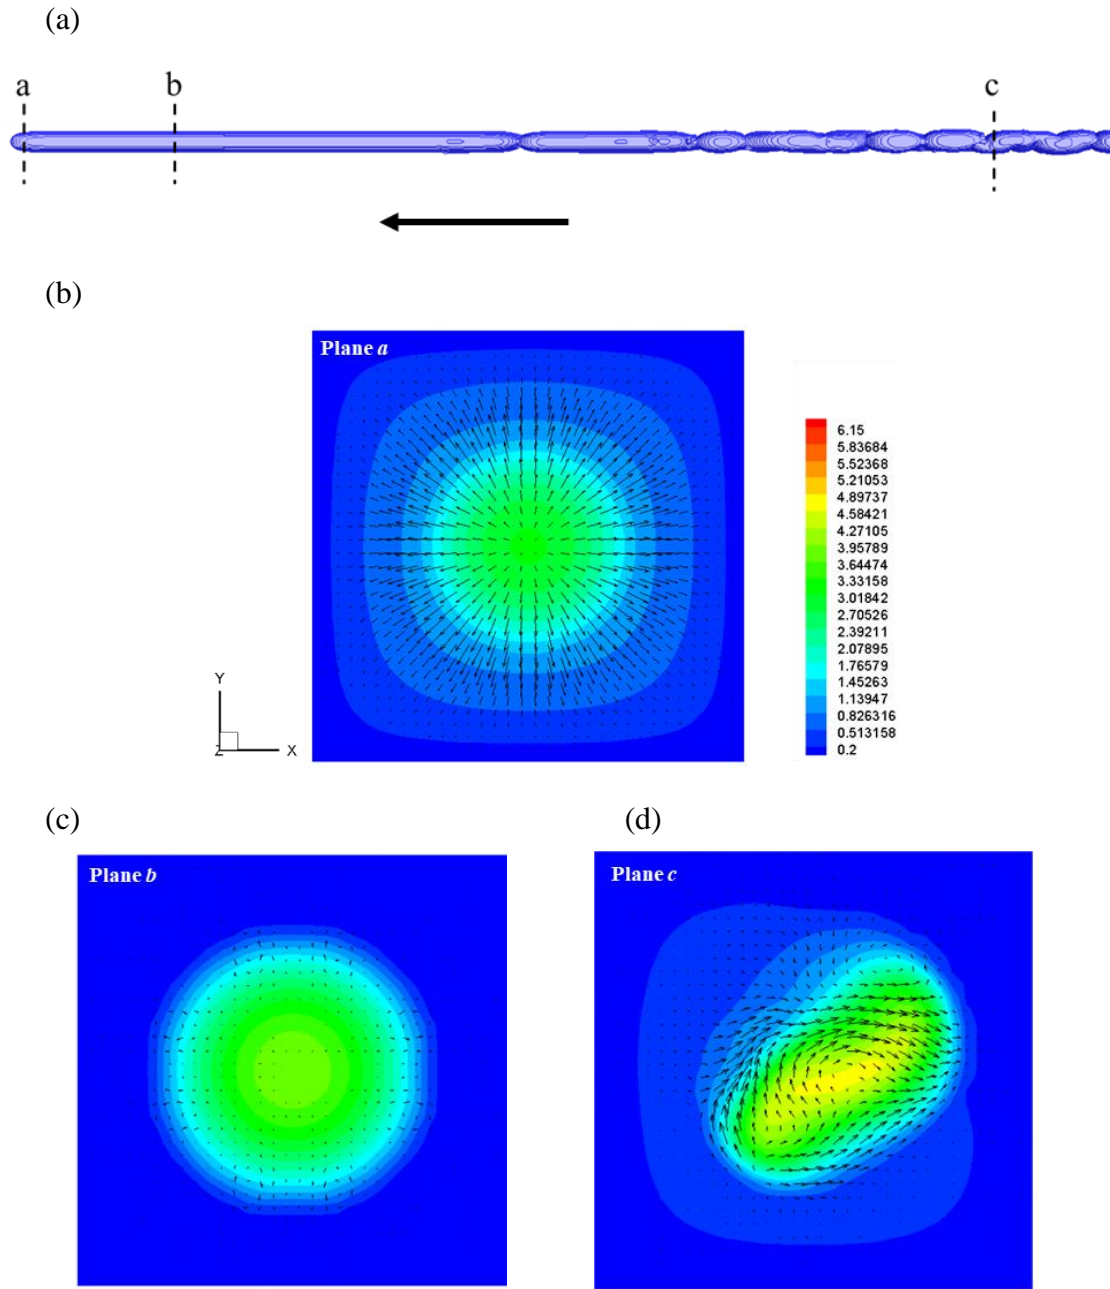 (a)
a
b
c
(b)
Plane a
6.15
5.83684
5.52368
5.21053
4.89737
4.58421
4.27105
3.95789
3.64474
3.33158
3.01842
2.70526
2.39211
2.07895
1.76579
1.45263
1.13947
0.826316
0.513158
0.2
Y
Z
X
(c)
(d)
Plane b
Plane c